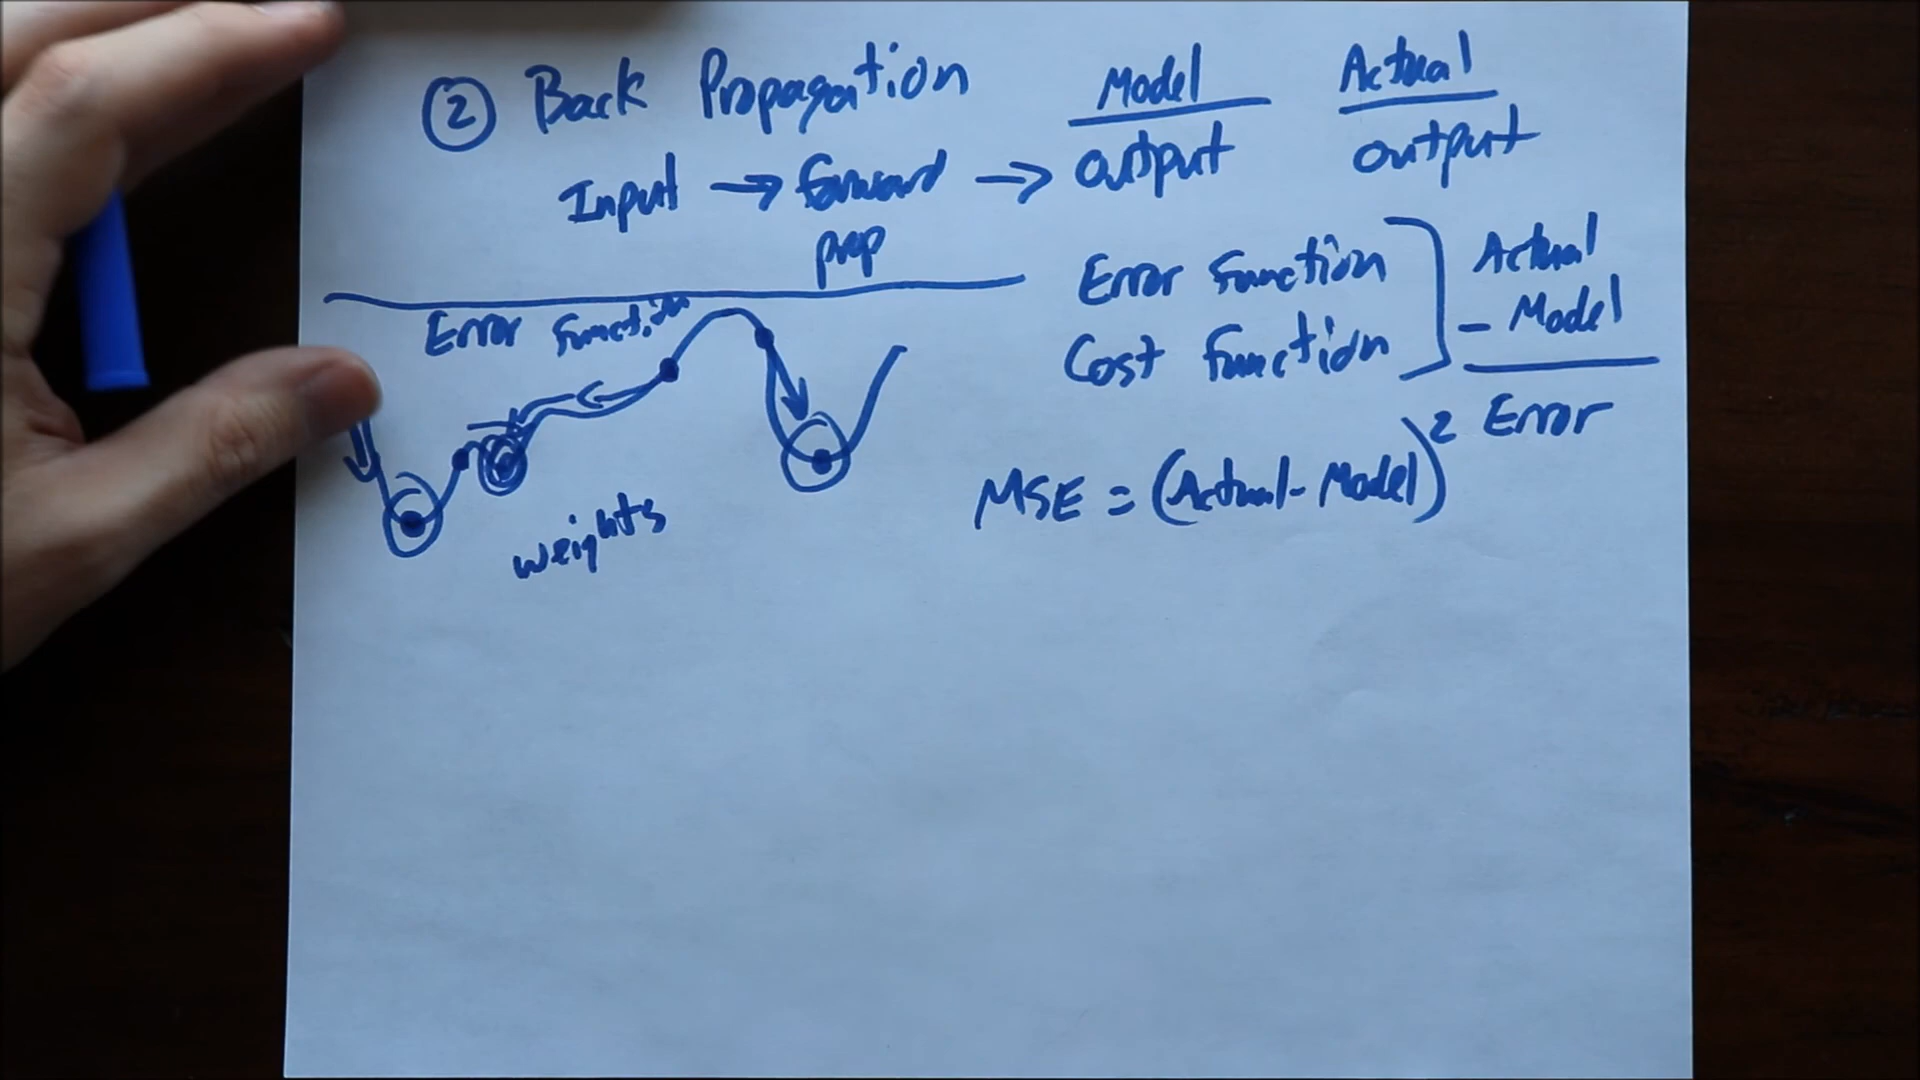 ② Back Propagation
Input → forward prop → Model output
Actual output
Error Function
Cost Function
Actual
- Model
Error
MSE = (Actual - Model)²
Error Function
weights